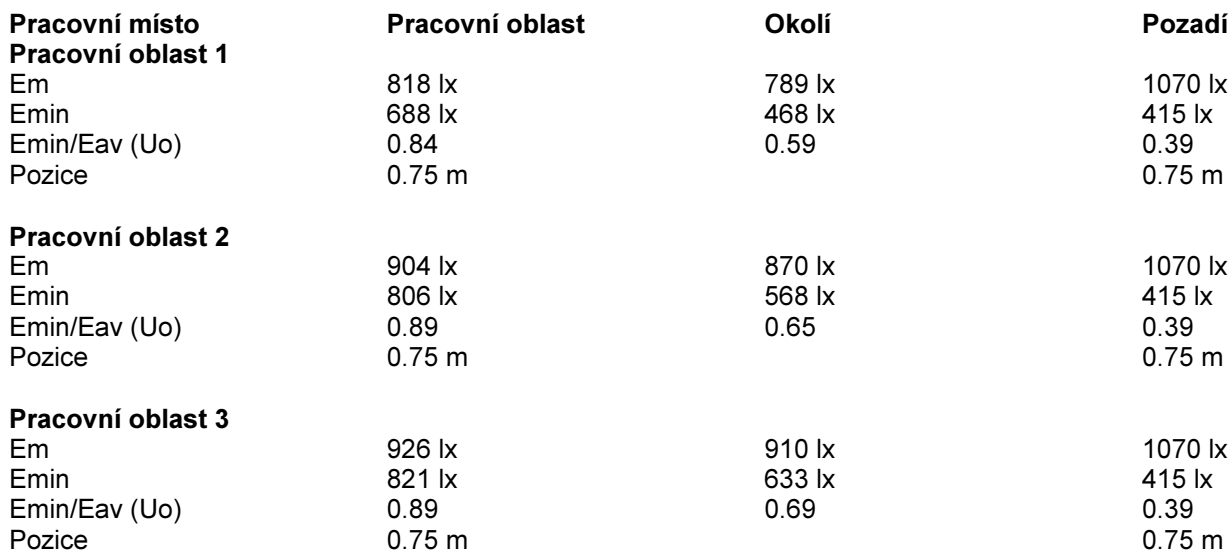 Pracovní místo Pracovní oblast Okolí Pozadí
Pracovní oblast 1
Em 818 lx 789 lx 1070 lx
Emin 688 lx 468 lx 415 lx
Emin/Eav (Uo) 0.84 0.59 0.39
Pozice 0.75 m 0.75 m
Pracovní oblast 2
Em 904 lx 870 lx 1070 lx
Emin 806 lx 568 lx 415 lx
Emin/Eav (Uo) 0.89 0.65 0.39
Pozice 0.75 m 0.75 m
Pracovní oblast 3
Em 926 lx 910 lx 1070 lx
Emin 821 lx 633 lx 415 lx
Emin/Eav (Uo) 0.89 0.69 0.39
Pozice 0.75 m 0.75 m